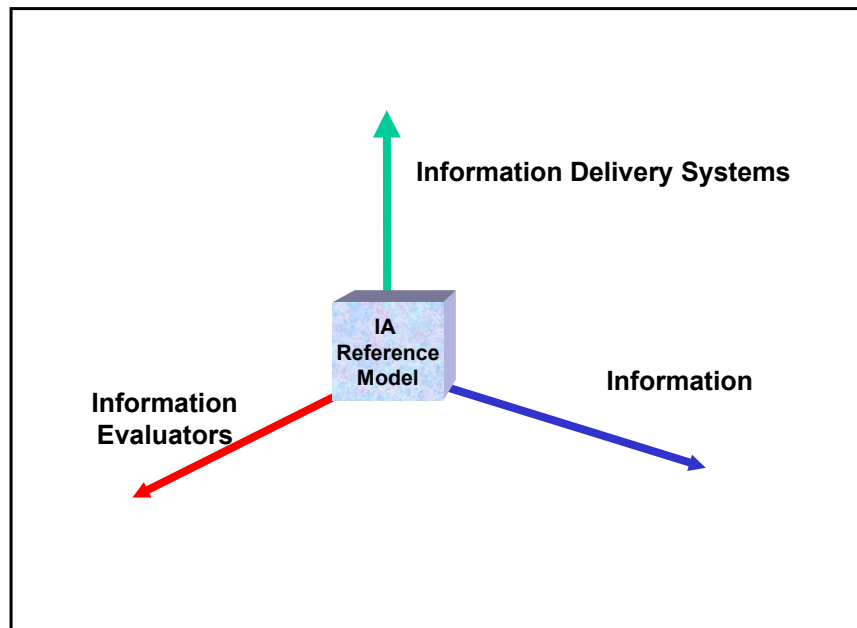 Information Delivery Systems
IA
Reference
Model
Information
Information
Evaluators